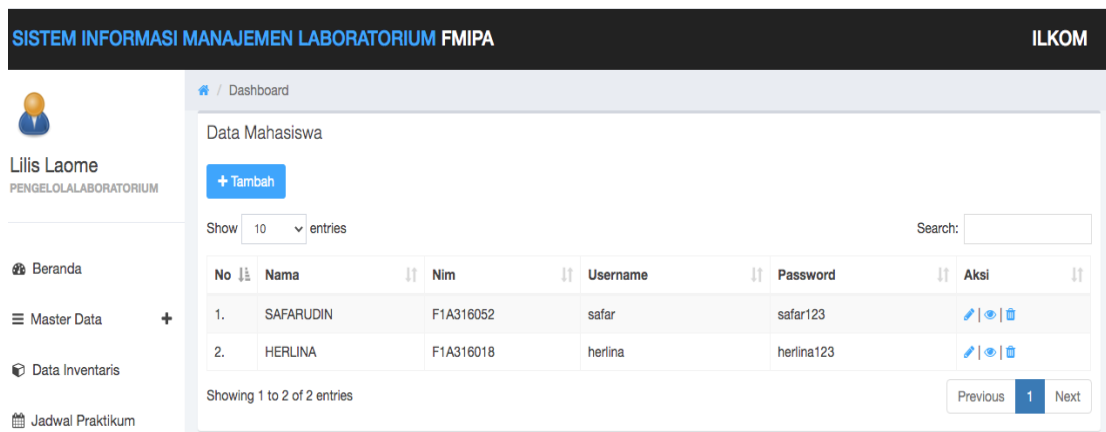 SISTEM INFORMASI MANAJEMEN LABORATORIUM FMIPA ILKOM
/ Dashboard
Lilis Laome
PENGELOLALABORATORIUM
Beranda
Master Data
Data Inventaris
Jadwal Praktikum
Data Mahasiswa
+ Tambah
Show 10 entries Search:
No Nama Nim Username Password Aksi
1. SAFARUDIN F1A316052 safar safar123
2. HERLINA F1A316018 herlina herlina123
Showing 1 to 2 of 2 entries Previous 1 Next